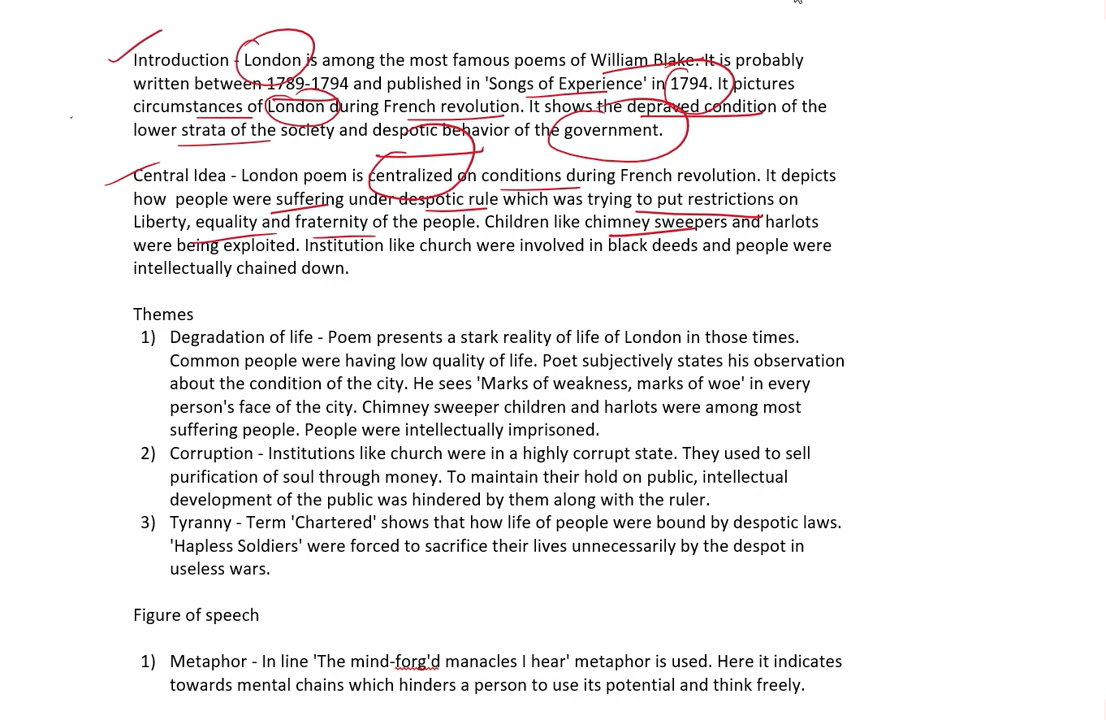 Introduction - London is among the most famous poems of William Blake. It is probably
written between 1789-1794 and published in 'Songs of Experience' in 1794. It pictures
circumstances of London during French revolution. It shows the depraved condition of the
lower strata of the society and despotic behavior of the government.
Central Idea - London poem is centralized on conditions during French revolution. It depicts
how people were suffering under despotic rule which was trying to put restrictions on
Liberty, equality and fraternity of the people. Children like chimney sweepers and harlots
were being exploited. Institution like church were involved in black deeds and people were
intellectually chained down.
Themes
1) Degradation of life - Poem presents a stark reality of life of London in those times.
Common people were having low quality of life. Poet subjectively states his observation
about the condition of the city. He sees 'Marks of weakness, marks of woe' in every
person's face of the city. Chimney sweeper children and harlots were among most
suffering people. People were intellectually imprisoned.
2) Corruption - Institutions like church were in a highly corrupt state. They used to sell
purification of soul through money. To maintain their hold on public, intellectual
development of the public was hindered by them along with the ruler.
3) Tyranny - Term 'Chartered' shows that how life of people were bound by despotic laws.
'Hapless Soldiers' were forced to sacrifice their lives unnecessarily by the despot in
useless wars.
Figure of speech
1) Metaphor - In line 'The mind-forg'd manacles I hear' metaphor is used. Here it indicates
towards mental chains which hinders a person to use its potential and think freely.